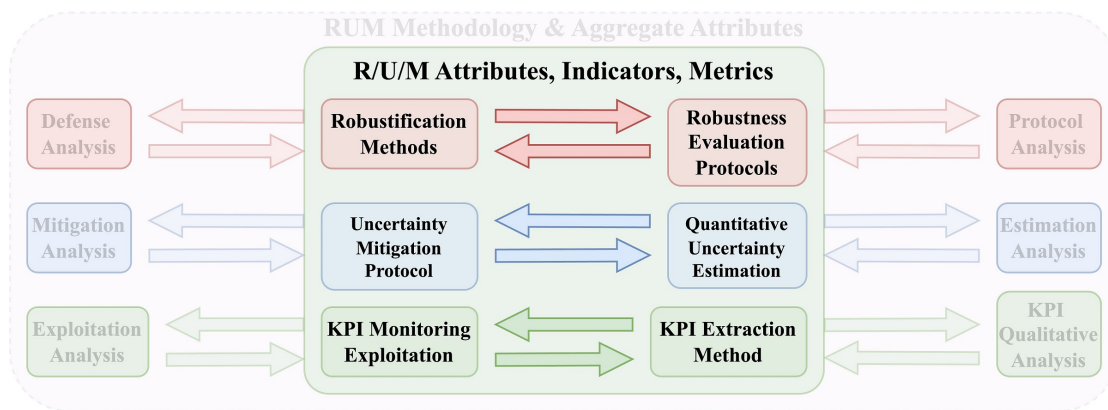 RUM Methodology & Aggregate Attributes
R/U/M Attributes, Indicators, Metrics
Defense
Analysis
Robustification
Methods
Robustness
Evaluation
Protocols
Protocol
Analysis
Mitigation
Analysis
Uncertainty
Mitigation
Protocol
Quantitative
Uncertainty
Estimation
Estimation
Analysis
Exploitation
Analysis
KPI Monitoring
Exploitation
KPI Extraction
Method
KPI
Qualitative
Analysis